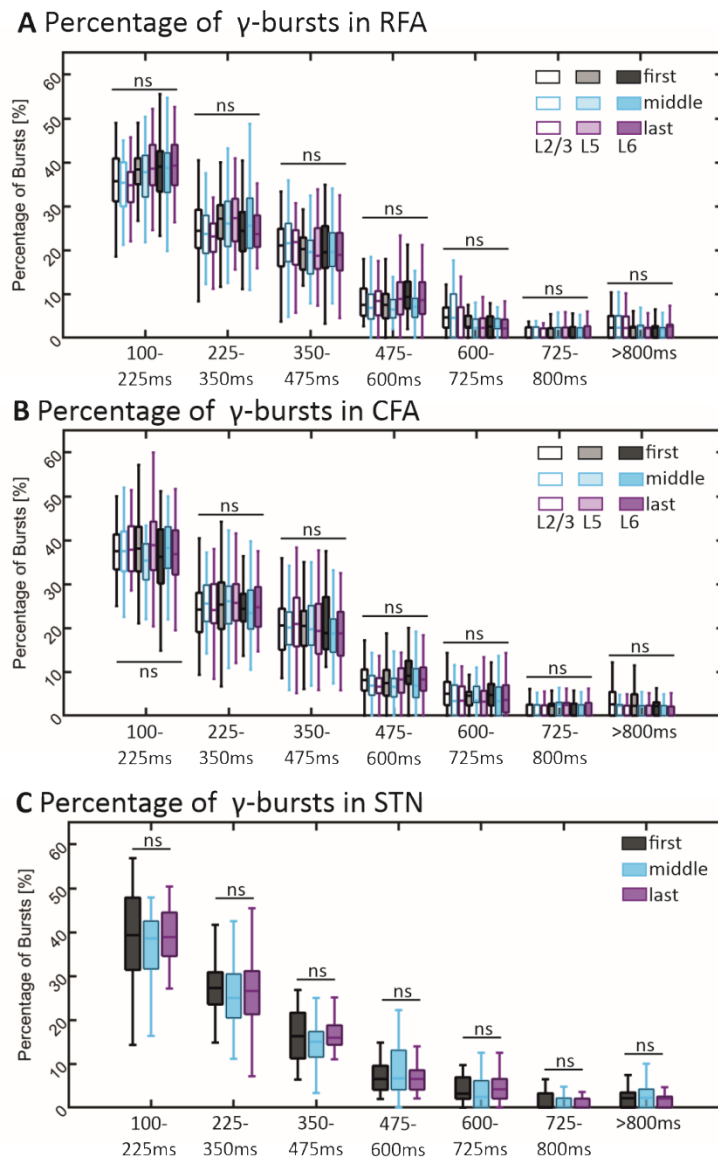 A Percentage of γ-bursts in RFA
Percentage of Bursts [%]
60
50
40
30
20
10
0
ns
ns
ns
ns
ns
ns
ns
first
middle
last
L2/3 L5 L6
100-225ms
225-350ms
350-475ms
475-600ms
600-725ms
725-800ms
>800ms
B Percentage of γ-bursts in CFA
Percentage of Bursts [%]
60
50
40
30
20
10
0
ns
ns
ns
ns
ns
ns
ns
first
middle
last
L2/3 L5 L6
100-225ms
225-350ms
350-475ms
475-600ms
600-725ms
725-800ms
>800ms
C Percentage of γ-bursts in STN
Percentage of Bursts [%]
60
50
40
30
20
10
0
ns
ns
ns
ns
ns
ns
ns
first
middle
last
100-225ms
225-350ms
350-475ms
475-600ms
600-725ms
725-800ms
>800ms